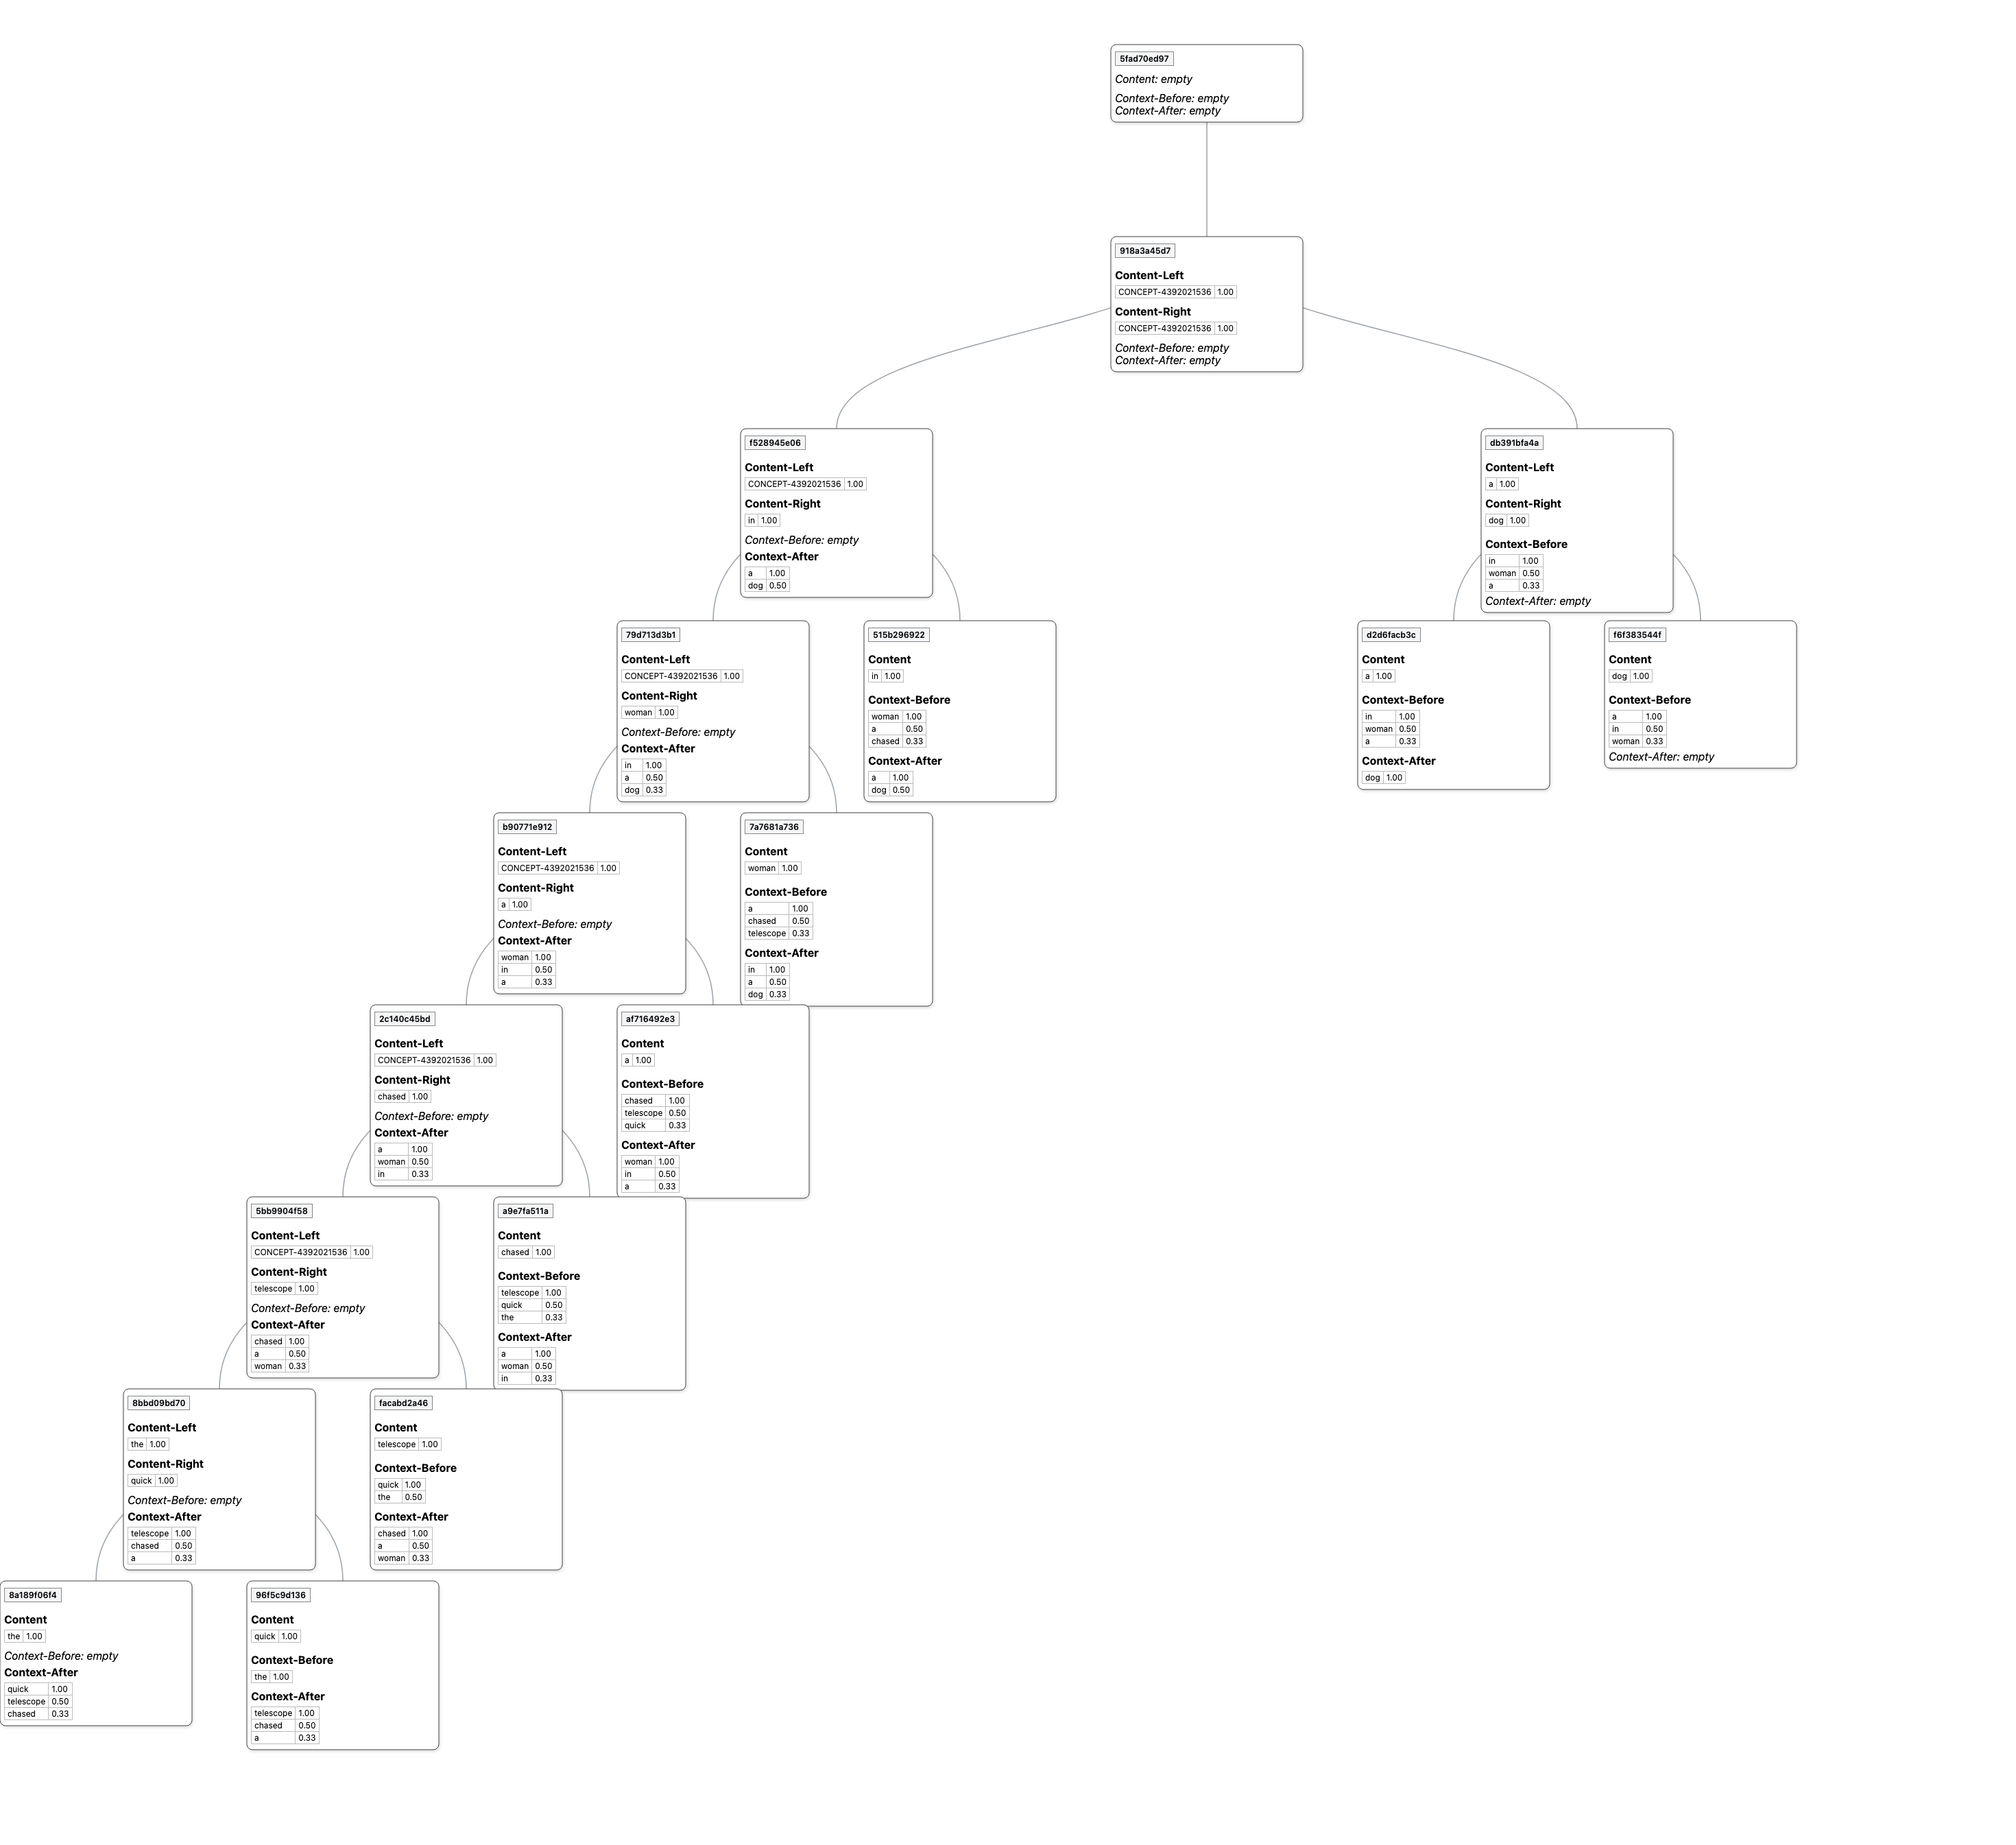 5fad70ed97
Content: empty
Context-Before: empty
Context-After: empty
918a3a45d7
Content-Left
CONCEPT-4392021536 1.00
Content-Right
CONCEPT-4392021536 1.00
Context-Before: empty
Context-After: empty
f528945e06
Content-Left
CONCEPT-4392021536 1.00
Content-Right
in 1.00
Context-Before: empty
Context-After
a 1.00
dog 0.50
db391bfa4a
Content-Left
a 1.00
Content-Right
dog 1.00
Context-Before
in 1.00
woman 0.50
a 0.33
Context-After: empty
79d713d3b1
Content-Left
CONCEPT-4392021536 1.00
Content-Right
woman 1.00
Context-Before: empty
Context-After
in 1.00
a 0.50
dog 0.33
515b296922
Content
in 1.00
Context-Before
woman 1.00
a 0.50
chased 0.33
Context-After
a 1.00
dog 0.50
d2d6facb3c
Content
a 1.00
Context-Before
in 1.00
woman 0.50
a 0.33
Context-After
dog 1.00
f6f383544f
Content
dog 1.00
Context-Before
a 1.00
in 0.50
woman 0.33
Context-After: empty
b90771e912
Content-Left
CONCEPT-4392021536 1.00
Content-Right
a 1.00
Context-Before: empty
Context-After
woman 1.00
in 0.50
a 0.33
7a7681a736
Content
woman 1.00
Context-Before
a 1.00
chased 0.50
telescope 0.33
Context-After
in 1.00
a 0.50
dog 0.33
2c140c45bd
Content-Left
CONCEPT-4392021536 1.00
Content-Right
chased 1.00
Context-Before: empty
Context-After
a 1.00
woman 0.50
in 0.33
af716492e3
Content
a 1.00
Context-Before
chased 1.00
telescope 0.50
quick 0.33
Context-After
woman 1.00
in 0.50
a 0.33
5bb9904f58
Content-Left
CONCEPT-4392021536 1.00
Content-Right
telescope 1.00
Context-Before: empty
Context-After
chased 1.00
a 0.50
woman 0.33
a9e7fa511a
Content
chased 1.00
Context-Before
telescope 1.00
quick 0.50
the 0.33
Context-After
a 1.00
woman 0.50
in 0.33
8bbd09bd70
Content-Left
the 1.00
Content-Right
quick 1.00
Context-Before: empty
Context-After
telescope 1.00
chased 0.50
a 0.33
facabd2a46
Content
telescope 1.00
Context-Before
quick 1.00
the 0.50
Context-After
chased 1.00
a 0.50
woman 0.33
8a189f06f4
Content
the 1.00
Context-Before: empty
Context-After
quick 1.00
telescope 0.50
chased 0.33
96f5c9d136
Content
quick 1.00
Context-Before
the 1.00
Context-After
telescope 1.00
chased 0.50
a 0.33